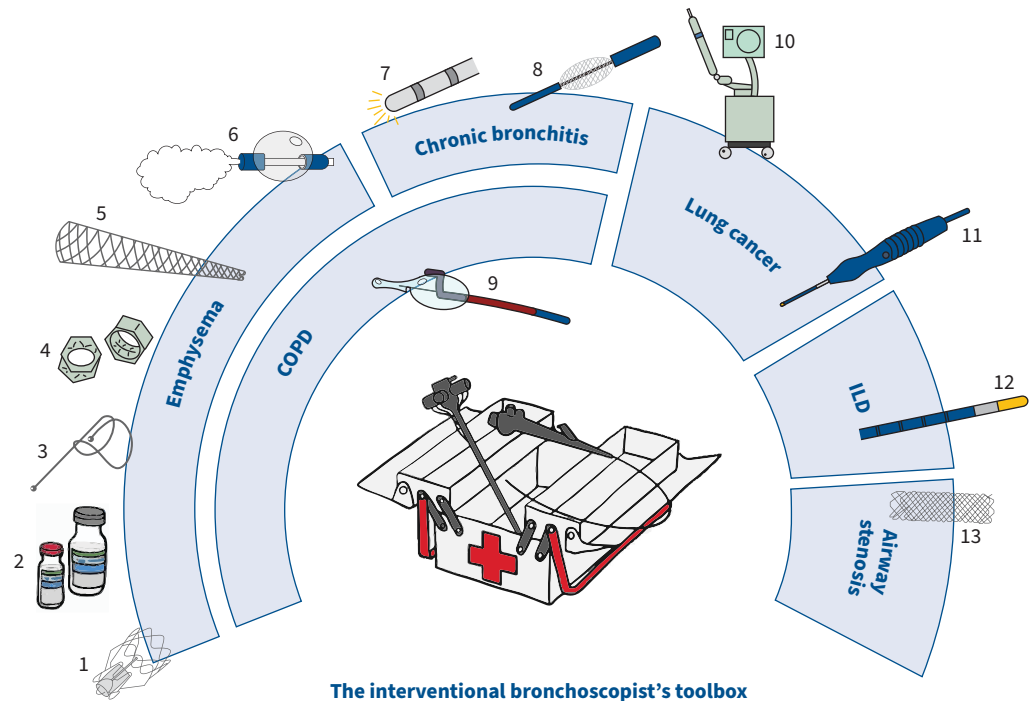 1
2
3
4
5
6
7
8
9
10
11
12
13
Emphysema
COPD
Chronic bronchitis
Lung cancer
ILD
Airway
stenosis
The interventional bronchoscopist's toolbox